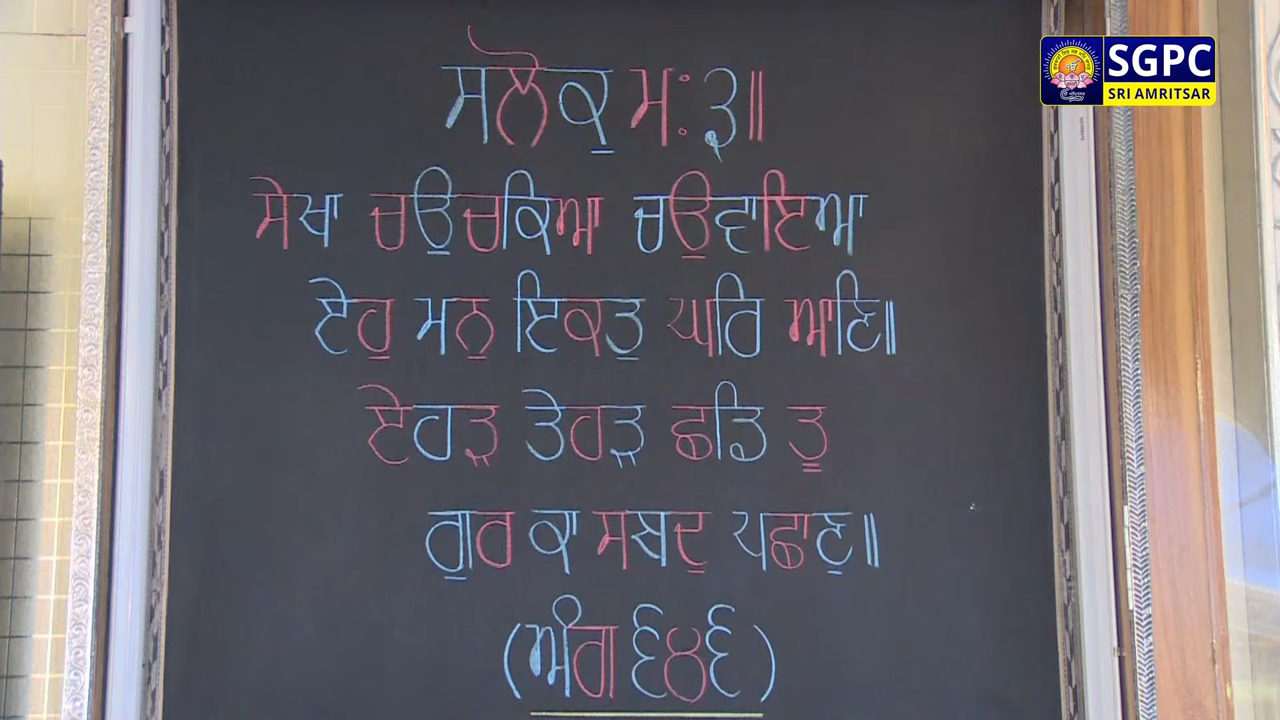 ਸਲੋਕੁ ਮਃ ੩॥
ਸੇਖਾ ਚਉਚਕਿਆ ਚਉਵਾਇਆ
ਏਹੁ ਮਨੁ ਇਕਤੁ ਘਰਿ ਆਣਿ॥
ਏਹੜ ਤੇਹੜ ਛਡਿ ਤੂ
ਗੁਰ ਕਾ ਸਬਦੁ ਪਛਾਣੁ॥
(ਅੰਗ ੬੪੬)
SGPC
SRI AMRITSAR